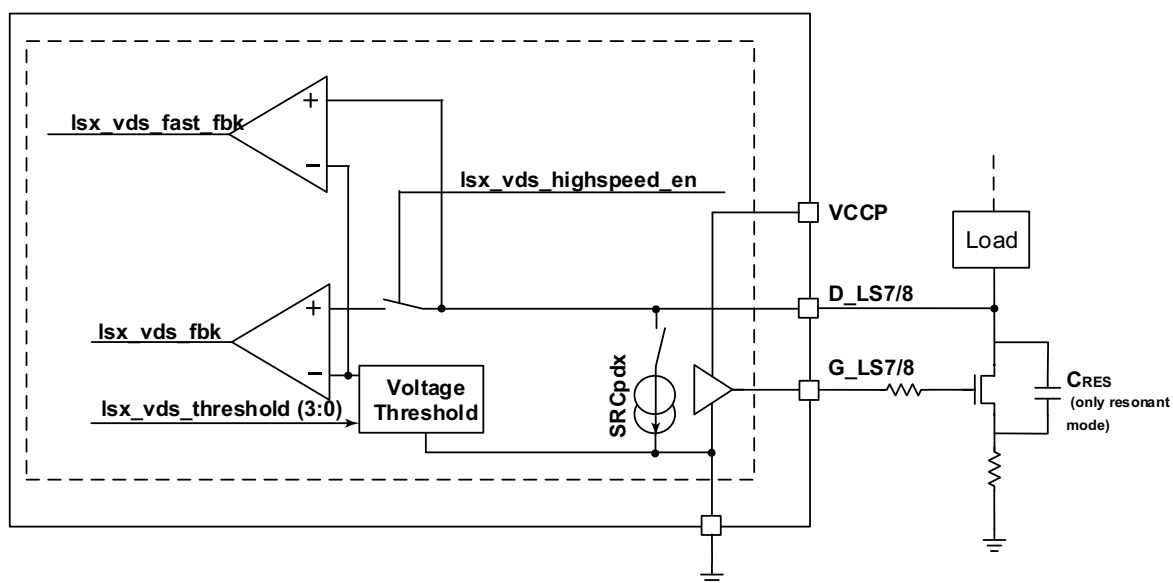 lsx_vds_fast_fbk
+
−
lsx_vds_highspeed_en
VCCP
Load
D_LS7/8
+
lsx_vds_fbk
−
Voltage
Threshold
lsx_vds_threshold (3:0)
SRCpdx
G_LS7/8
CRES
(only resonant
mode)